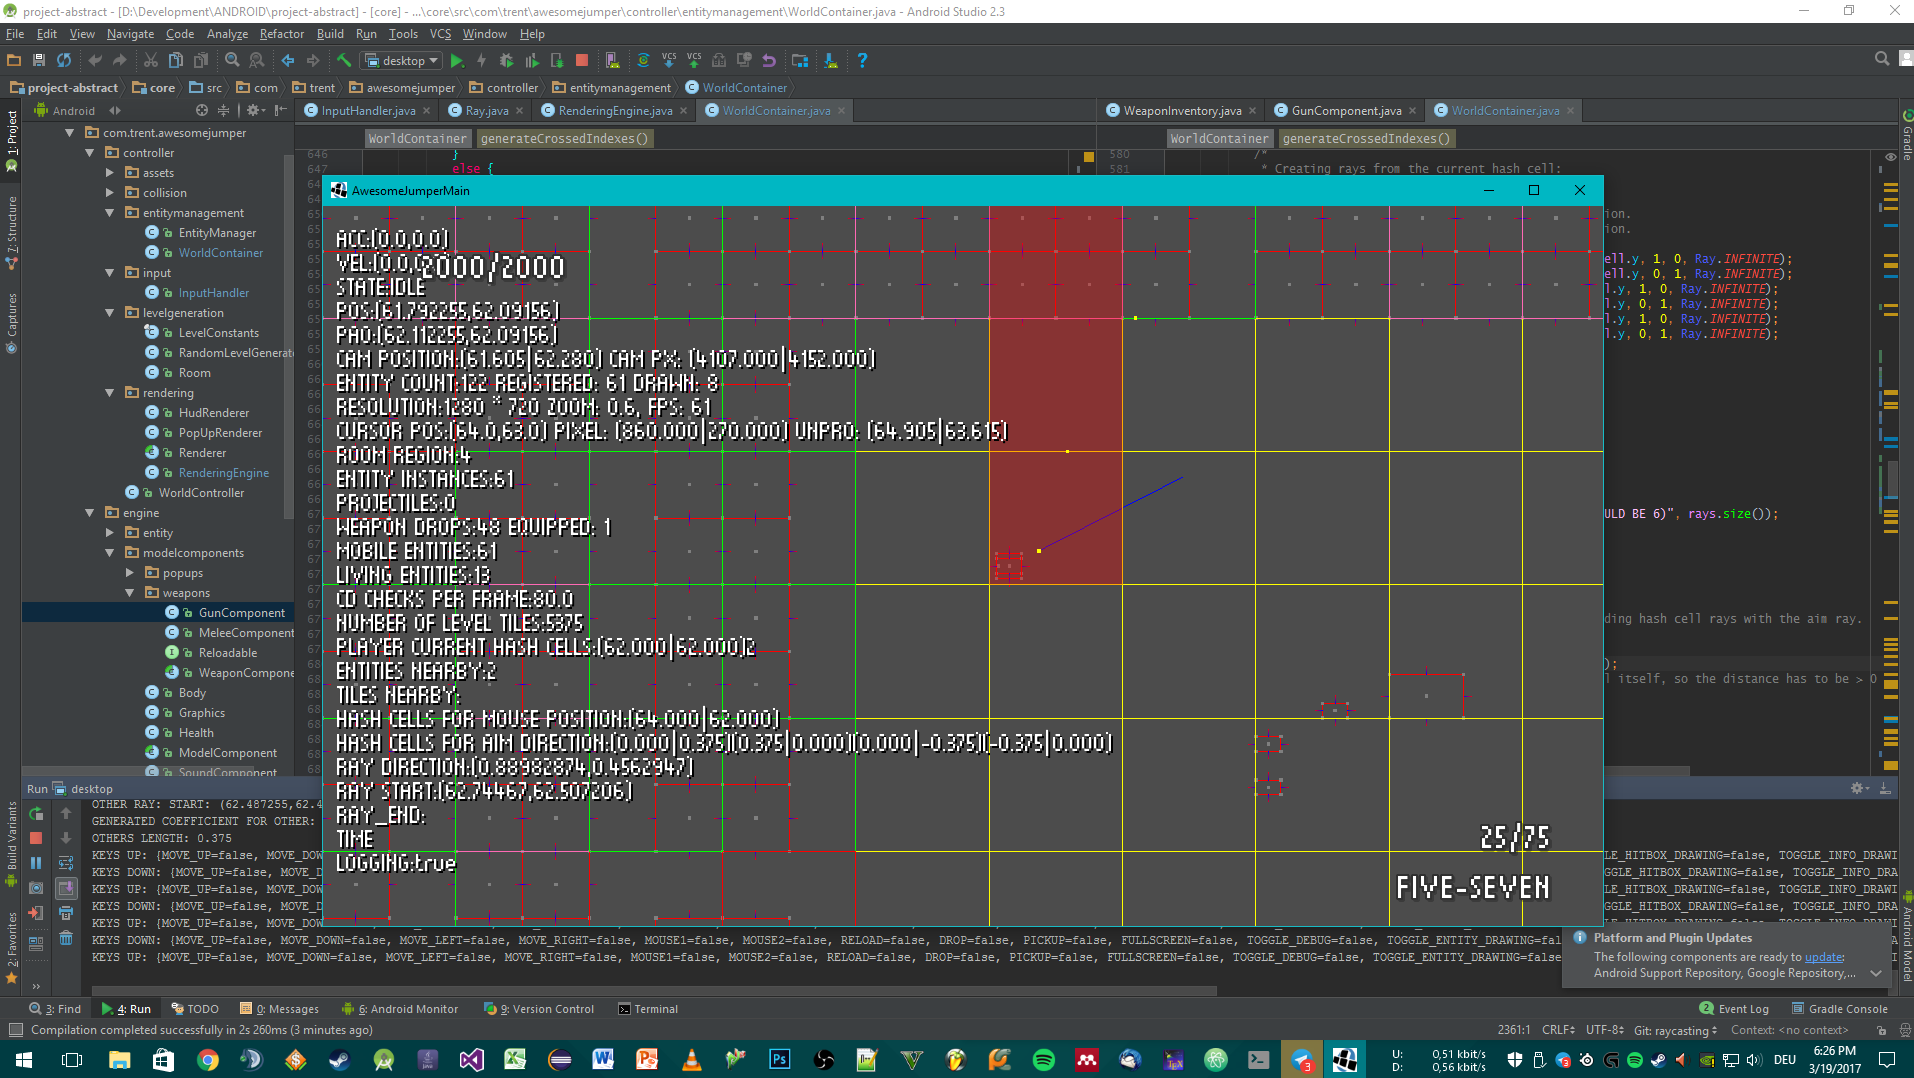 project-abstract - [D:\Development\ANDROID\project-abstract] - [core] - ...\core\src\com\trent\awesomejumper\controller\entitymanagement\WorldContainer.java - Android Studio 2.3
File Edit View Navigate Code Analyze Refactor Build Run Tools VCS Window Help
desktop
project-abstract core src com trent awesomejumper controller entitymanagement WorldContainer
Android
InputHandler.java Ray.java RenderingEngine.java WorldContainer.java
WeaponInventory.java GunComponent.java WorldContainer.java
WorldContainer generateCrossedIndexes()
WorldContainer generateCrossedIndexes()
1: Project
7: Structure
Captures
Build Variants
2: Favorites
Gradle
Android Model
com.trent.awesomejumper
controller
assets
collision
entitymanagement
EntityManager
WorldContainer
input
InputHandler
levelgeneration
LevelConstants
RandomLevelGenerat
Room
rendering
HudRenderer
PopUpRenderer
Renderer
RenderingEngine
WorldController
engine
entity
modelcomponents
popups
weapons
GunComponent
MeleeComponent
Reloadable
WeaponCompone
Body
Graphics
Health
ModelComponent
SoundComponent
646 }
647 else {
580 /*
581 * Creating rays from the current hash cell:
ion.
ion.
ell.y, 1, 0, Ray.INFINITE);
ell.y, 0, 1, Ray.INFINITE);
l.y, 1, 0, Ray.INFINITE);
l.y, 0, 1, Ray.INFINITE);
l.y, 1, 0, Ray.INFINITE);
l.y, 0, 1, Ray.INFINITE);
ULD BE 6)", rays.size());
ding hash cell rays with the aim ray.
);
l itself, so the distance has to be > 0
AwesomeJumperMain
ACC:(0.0,0.0)
VEL:(0.0,0
2000/2000
STATE:IDLE
POS:(61.792255,62.09156)
PAO:(62.112255,62.09156)
CAM POSITION:(61.605|62.280) CAM PX: (4107.000|4152.000)
ENTITY COUNT:122 REGISTERED: 61 DRAWN: 8
RESOLUTION:1280 * 720 ZOOM: 0.6, FPS: 61
CURSOR POS:(64.0,63.0) PIXEL: (860.000|270.000) UNPRO: (64.905|63.615)
ROOM REGION:4
ENTITY INSTANCES:61
PROJECTILES:0
WEAPON DROPS:48 EQUIPPED: 1
MOBILE ENTITIES:61
LIVING ENTITIES:13
CD CHECKS PER FRAME:80.0
NUMBER OF LEVEL TILES:5375
PLAYER CURRENT HASH CELLS:(62.000|62.000)2
ENTITIES NEARBY:2
TILES NEARBY:
HASH CELLS FOR MOUSE POSITION:(64.000|62.000)
HASH CELLS FOR AIM DIRECTION:(0.000|0.375)(0.375|0.000)(0.000|-0.375)(-0.375|0.000)
RAY DIRECTION:(0.88982874,0.4562947)
RAY START:(62.74467,62.507206)
RAY_END:
TIME
LOGGING:true
25/75
FIVE-SEVEN
Run desktop
OTHER RAY: START: (62.487255,62.4
GENERATED COEFFICIENT FOR OTHER:
OTHERS LENGTH: 0.375
KEYS UP: {MOVE_UP=false, MOVE_DOW
GGLE_HITBOX_DRAWING=false, TOGGLE_INFO_DRAWI
KEYS DOWN: {MOVE_UP=false, MOVE_D
KEYS UP: {MOVE_UP=false, MOVE_DOW
KEYS DOWN: {MOVE_UP=false, MOVE_D
KEYS UP: {MOVE_UP=false, MOVE_DOW
KEYS DOWN: {MOVE_UP=false, MOVE_DOWN=false, MOVE_LEFT=false, MOVE_RIGHT=false, MOUSE1=false, MOUSE2=false, RELOAD=false, DROP=false, PICKUP=false, FULLSCREEN=false, TOGGLE_DEBUG=false, TOGGLE_ENTITY_DRAWING=fal
KEYS UP: {MOVE_UP=false, MOVE_DOWN=false, MOVE_LEFT=false, MOVE_RIGHT=false, MOUSE1=false, MOUSE2=false, RELOAD=false, DROP=false, PICKUP=false, FULLSCREEN=false, TOGGLE_DEBUG=false, TOGGLE_ENTITY_DRAWING=false
Platform and Plugin Updates
The following components are ready to update:
Android Support Repository, Google Repository,...
3: Find 4: Run TODO 0: Messages 6: Android Monitor 9: Version Control Terminal
2 Event Log Gradle Console
Compilation completed successfully in 2s 260ms (3 minutes ago)
2361:1 CRLF UTF-8 Git: raycasting Context: <no context>
U: 0,51 kbit/s
D: 0,56 kbit/s
DEU
6:26 PM
3/19/2017